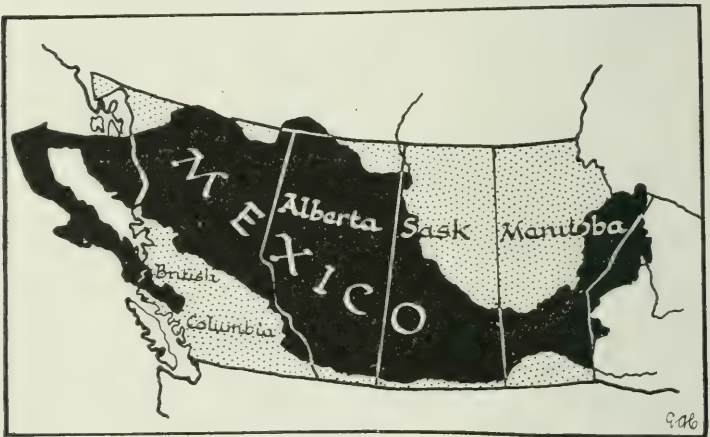 MEXICO
Alberta
Sask
Manitoba
British
Columbia